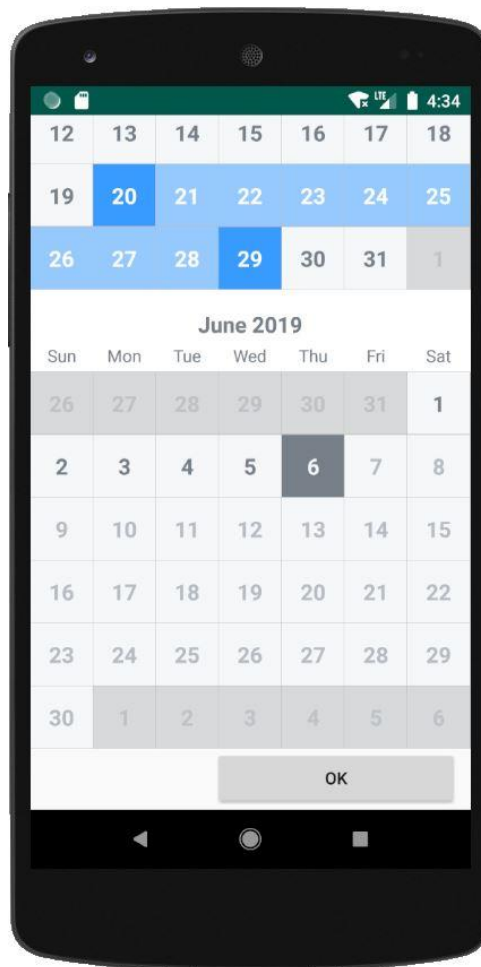 LTE 4:34
12 13 14 15 16 17 18
19 20 21 22 23 24 25
26 27 28 29 30 31 1
June 2019
Sun Mon Tue Wed Thu Fri Sat
26 27 28 29 30 31 1
2 3 4 5 6 7 8
9 10 11 12 13 14 15
16 17 18 19 20 21 22
23 24 25 26 27 28 29
30 1 2 3 4 5 6
OK